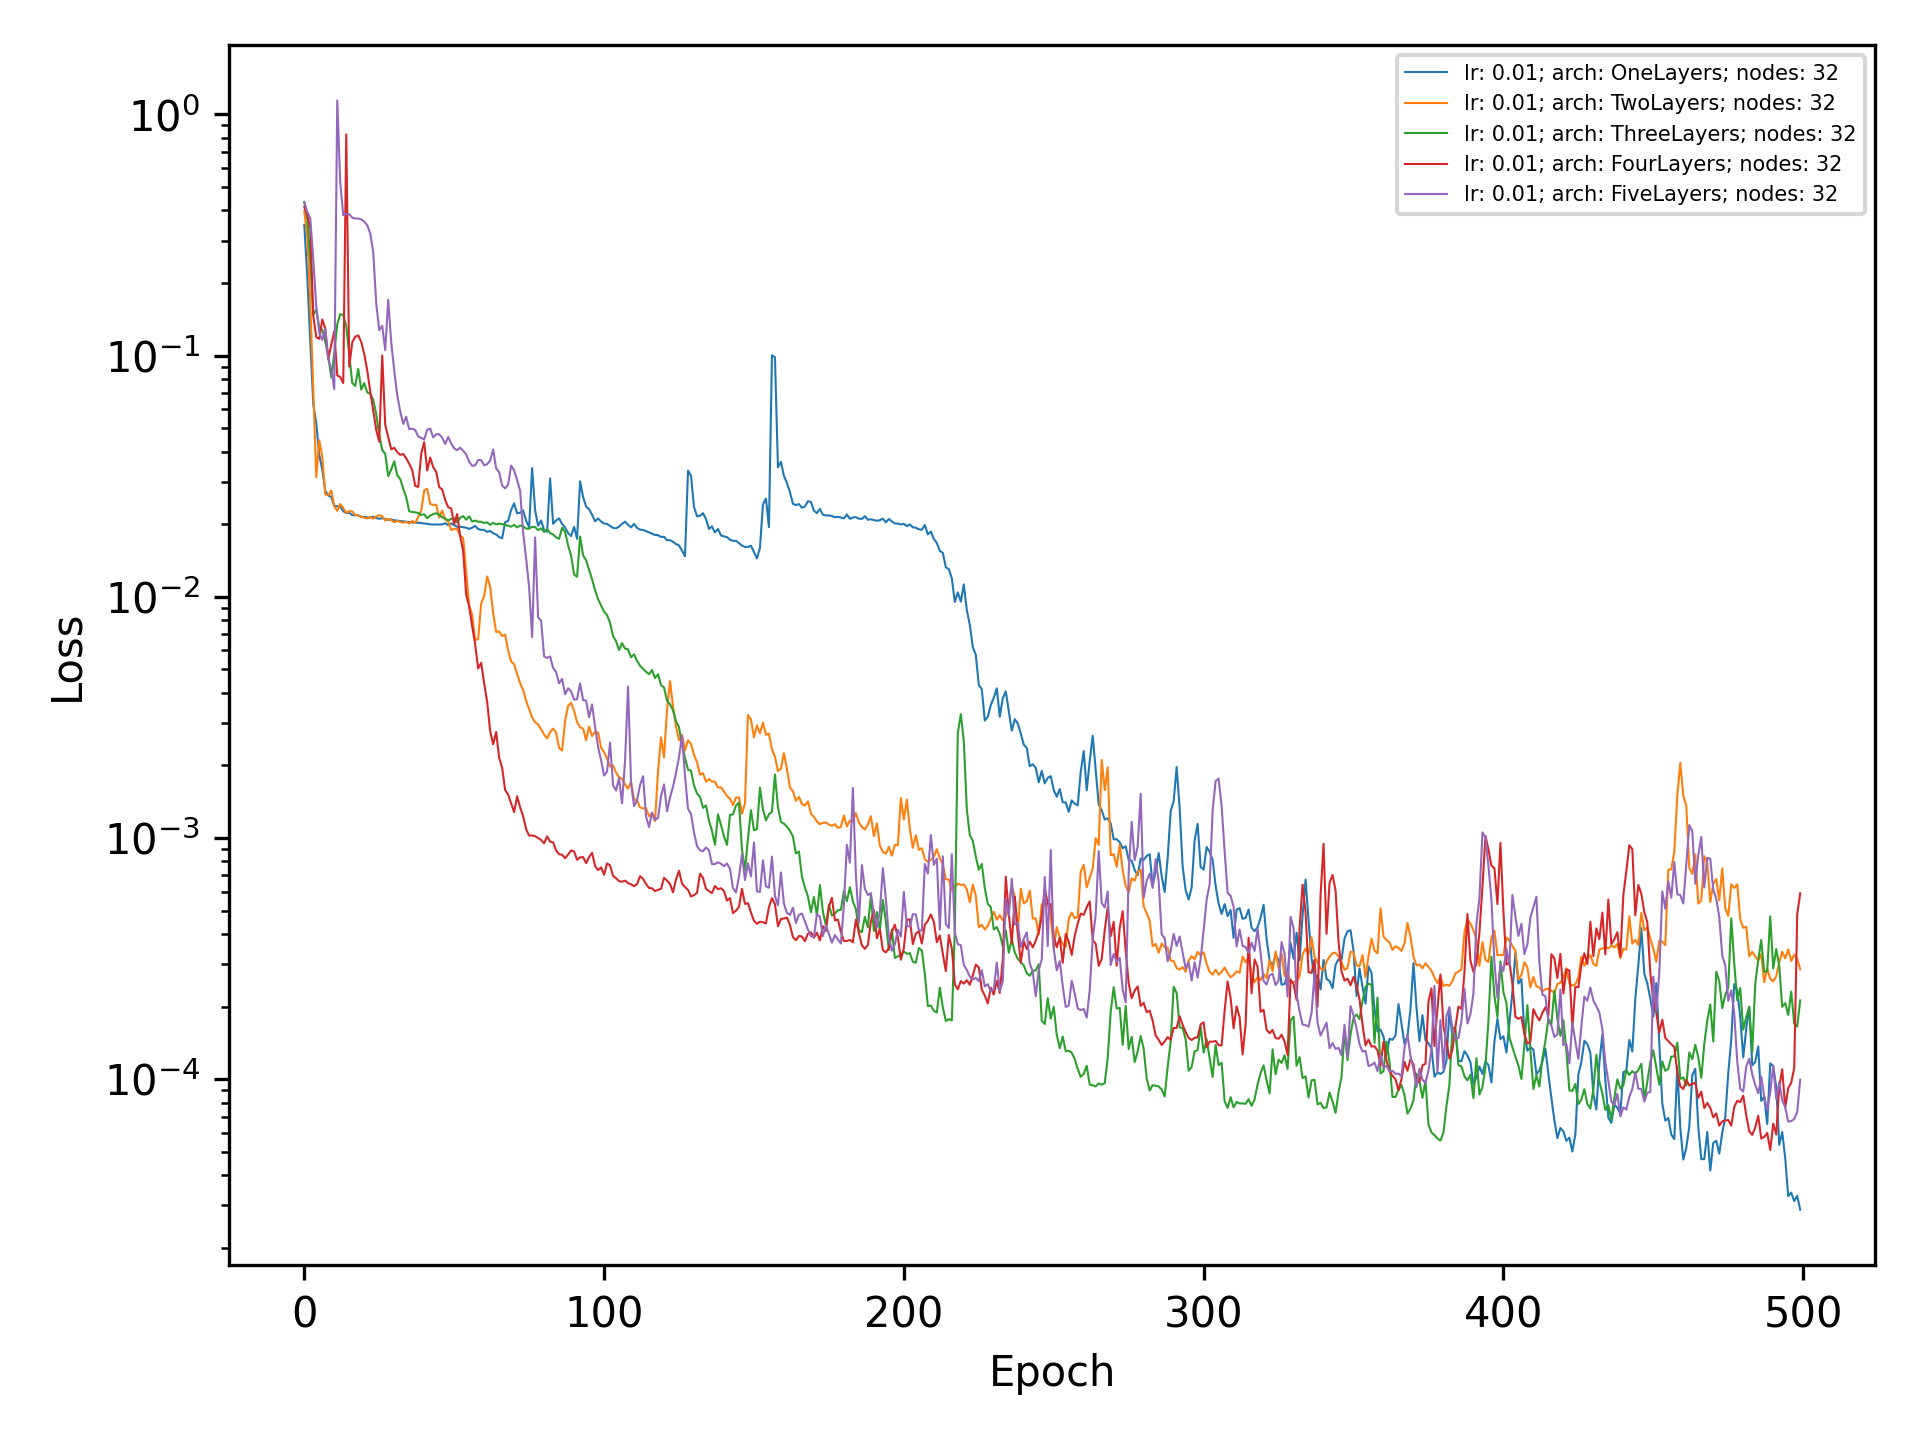 lr: 0.01; arch: OneLayers; nodes: 32
lr: 0.01; arch: TwoLayers; nodes: 32
lr: 0.01; arch: ThreeLayers; nodes: 32
lr: 0.01; arch: FourLayers; nodes: 32
lr: 0.01; arch: FiveLayers; nodes: 32
10⁰
10⁻¹
10⁻²
10⁻³
10⁻⁴
Loss
0 100 200 300 400 500
Epoch